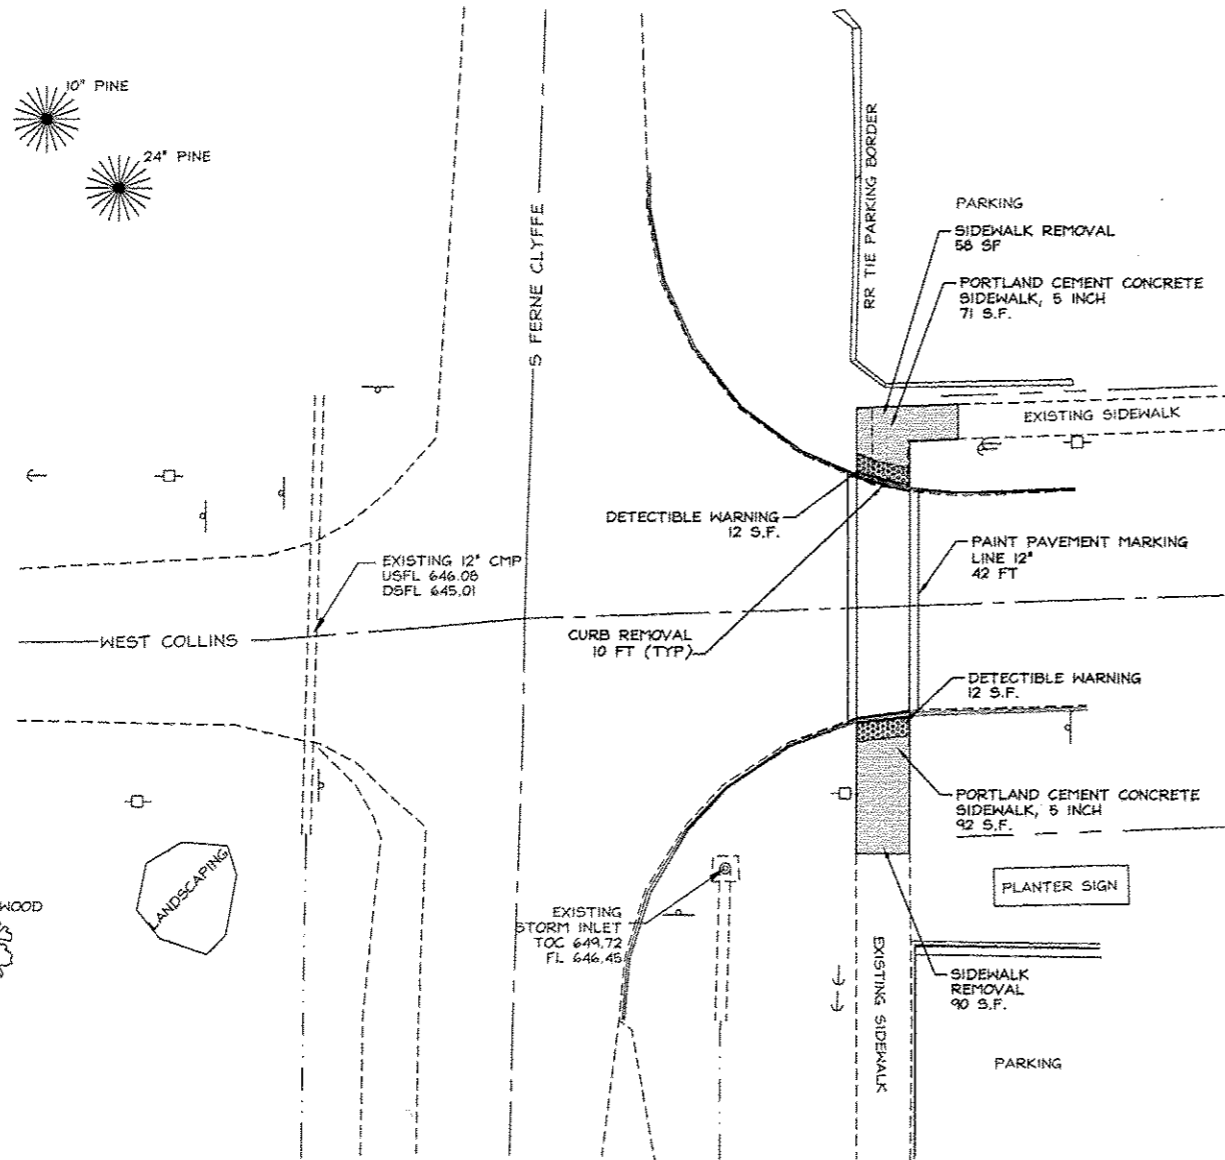 10" PINE
24" PINE
S FERNE CLYFFE
RR TIE PARKING BORDER
PARKING
SIDEWALK REMOVAL
58 SF
PORTLAND CEMENT CONCRETE
SIDEWALK, 5 INCH
71 S.F.
EXISTING SIDEWALK
DETECTIBLE WARNING
12 S.F.
EXISTING 12" CMP
USFL 646.08
DSFL 645.01
PAINT PAVEMENT MARKING
LINE 12"
42 FT
WEST COLLINS
CURB REMOVAL
10 FT (TYP)
DETECTIBLE WARNING
12 S.F.
PORTLAND CEMENT CONCRETE
SIDEWALK, 5 INCH
92 S.F.
LANDSCAPING
WOOD
PLANTER SIGN
EXISTING
STORM INLET
TOC 649.72
FL 646.45
EXISTING SIDEWALK
SIDEWALK
REMOVAL
90 S.F.
PARKING